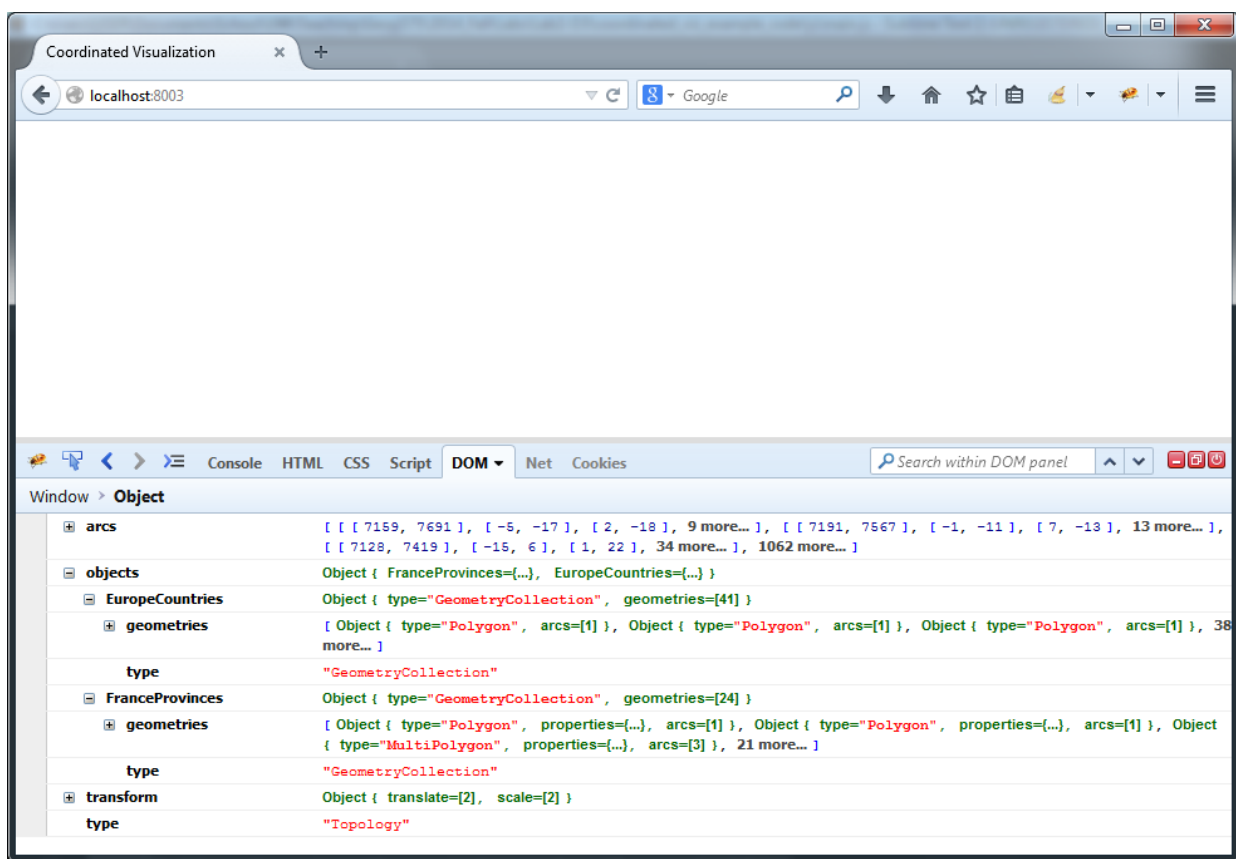 Coordinated Visualization
localhost:8003
Google
Console HTML CSS Script DOM Net Cookies
Search within DOM panel
Window > Object
arcs [ [ [ 7159, 7691 ], [ -5, -17 ], [ 2, -18 ], 9 more... ], [ [ 7191, 7567 ], [ -1, -11 ], [ 7, -13 ], 13 more... ],
[ [ 7128, 7419 ], [ -15, 6 ], [ 1, 22 ], 34 more... ], 1062 more... ]
objects Object { FranceProvinces={...}, EuropeCountries={...} }
EuropeCountries Object { type="GeometryCollection", geometries=[41] }
geometries [ Object { type="Polygon", arcs=[1] }, Object { type="Polygon", arcs=[1] }, Object { type="Polygon", arcs=[1] }, 38
more... ]
type "GeometryCollection"
FranceProvinces Object { type="GeometryCollection", geometries=[24] }
geometries [ Object { type="Polygon", properties={...}, arcs=[1] }, Object { type="Polygon", properties={...}, arcs=[1] }, Object
{ type="MultiPolygon", properties={...}, arcs=[3] }, 21 more... ]
type "GeometryCollection"
transform Object { translate=[2], scale=[2] }
type "Topology"